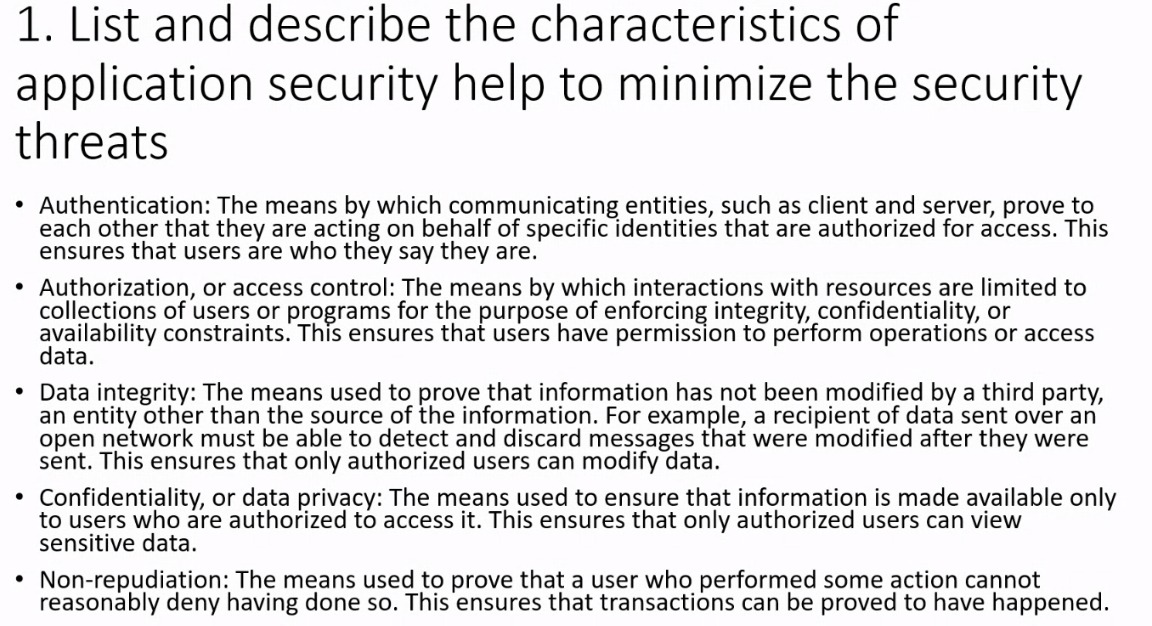 1. List and describe the characteristics of
application security help to minimize the security
threats
• Authentication: The means by which communicating entities, such as client and server, prove to
each other that they are acting on behalf of specific identities that are authorized for access. This
ensures that users are who they say they are.
• Authorization, or access control: The means by which interactions with resources are limited to
collections of users or programs for the purpose of enforcing integrity, confidentiality, or
availability constraints. This ensures that users have permission to perform operations or access
data.
• Data integrity: The means used to prove that information has not been modified by a third party,
an entity other than the source of the information. For example, a recipient of data sent over an
open network must be able to detect and discard messages that were modified after they were
sent. This ensures that only authorized users can modify data.
• Confidentiality, or data privacy: The means used to ensure that information is made available only
to users who are authorized to access it. This ensures that only authorized users can view
sensitive data.
• Non-repudiation: The means used to prove that a user who performed some action cannot
reasonably deny having done so. This ensures that transactions can be proved to have happened.